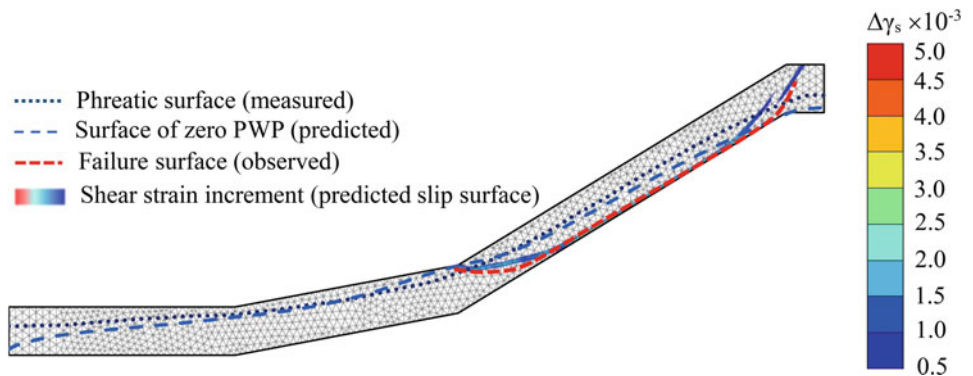 Δγs ×10-3
Phreatic surface (measured)
Surface of zero PWP (predicted)
Failure surface (observed)
Shear strain increment (predicted slip surface)
5.0
4.5
4.0
3.5
3.0
2.5
2.0
1.5
1.0
0.5